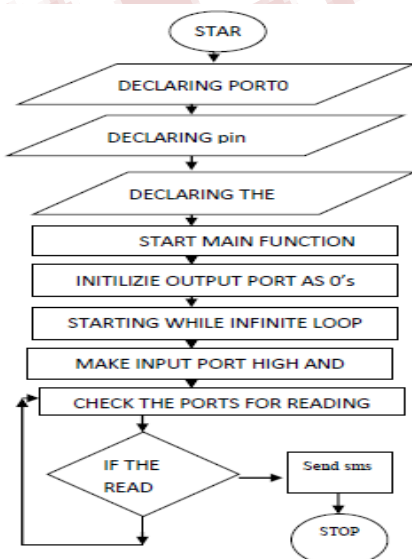 STAR
DECLARING PORT0
DECLARING pin
DECLARING THE
START MAIN FUNCTION
INITILIZIE OUTPUT PORT AS 0's
STARTING WHILE INFINITE LOOP
MAKE INPUT PORT HIGH AND
CHECK THE PORTS FOR READING
IF THE
READ
Send sms
STOP